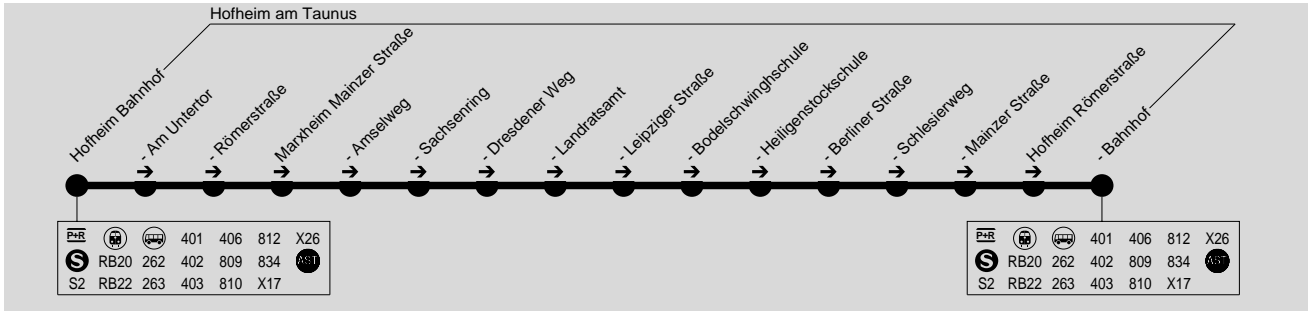 Hofheim am Taunus
Hofheim Bahnhof
- Am Untertor
- Römerstraße
Marxheim Mainzer Straße
- Amselweg
- Sachsenring
- Dresdener Weg
- Landratsamt
- Leipziger Straße
- Bodelschwinghschule
- Heiligenstockschule
- Berliner Straße
- Schlesierweg
- Mainzer Straße
Hofheim Römerstraße
- Bahnhof
P+R 401 406 812 X26
S RB20 262 402 809 834 AST
S2 RB22 263 403 810 X17
P+R 401 406 812 X26
S RB20 262 402 809 834 AST
S2 RB22 263 403 810 X17